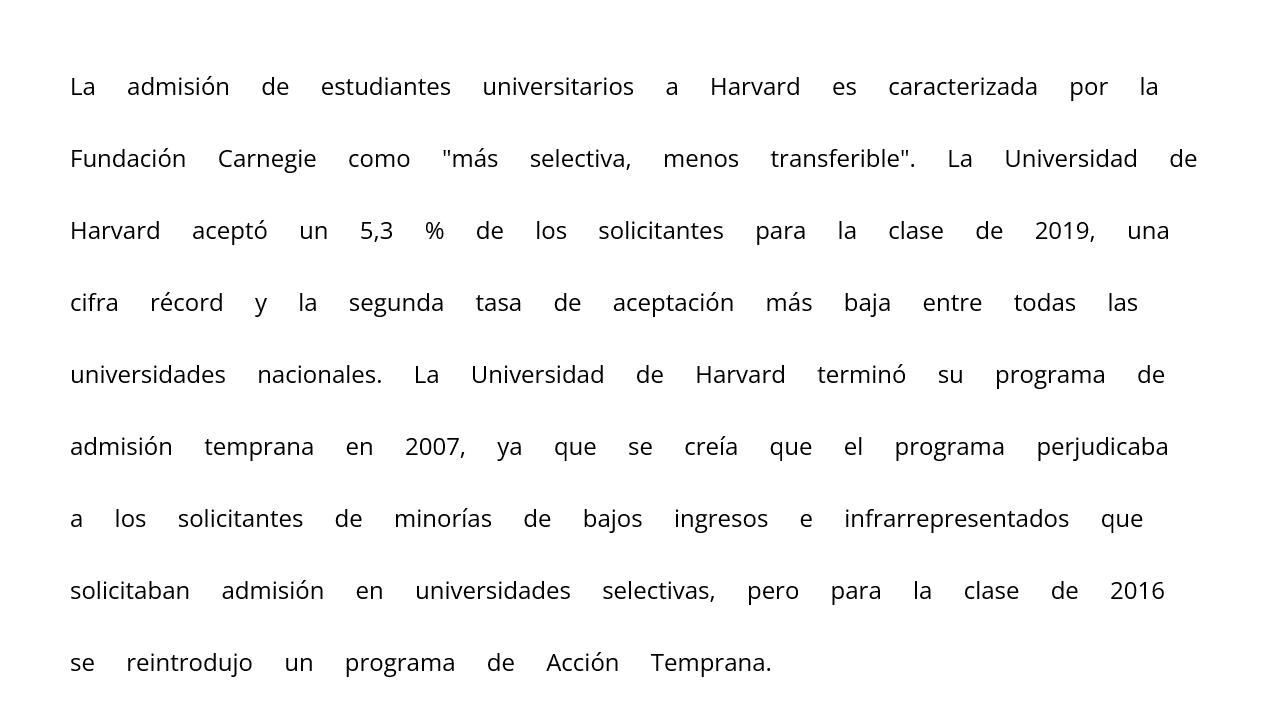 La admisión de estudiantes universitarios a Harvard es caracterizada por la
Fundación Carnegie como "más selectiva, menos transferible". La Universidad de
Harvard aceptó un 5,3 % de los solicitantes para la clase de 2019, una
cifra récord y la segunda tasa de aceptación más baja entre todas las
universidades nacionales. La Universidad de Harvard terminó su programa de
admisión temprana en 2007, ya que se creía que el programa perjudicaba
a los solicitantes de minorías de bajos ingresos e infrarrepresentados que
solicitaban admisión en universidades selectivas, pero para la clase de 2016
se reintrodujo un programa de Acción Temprana.